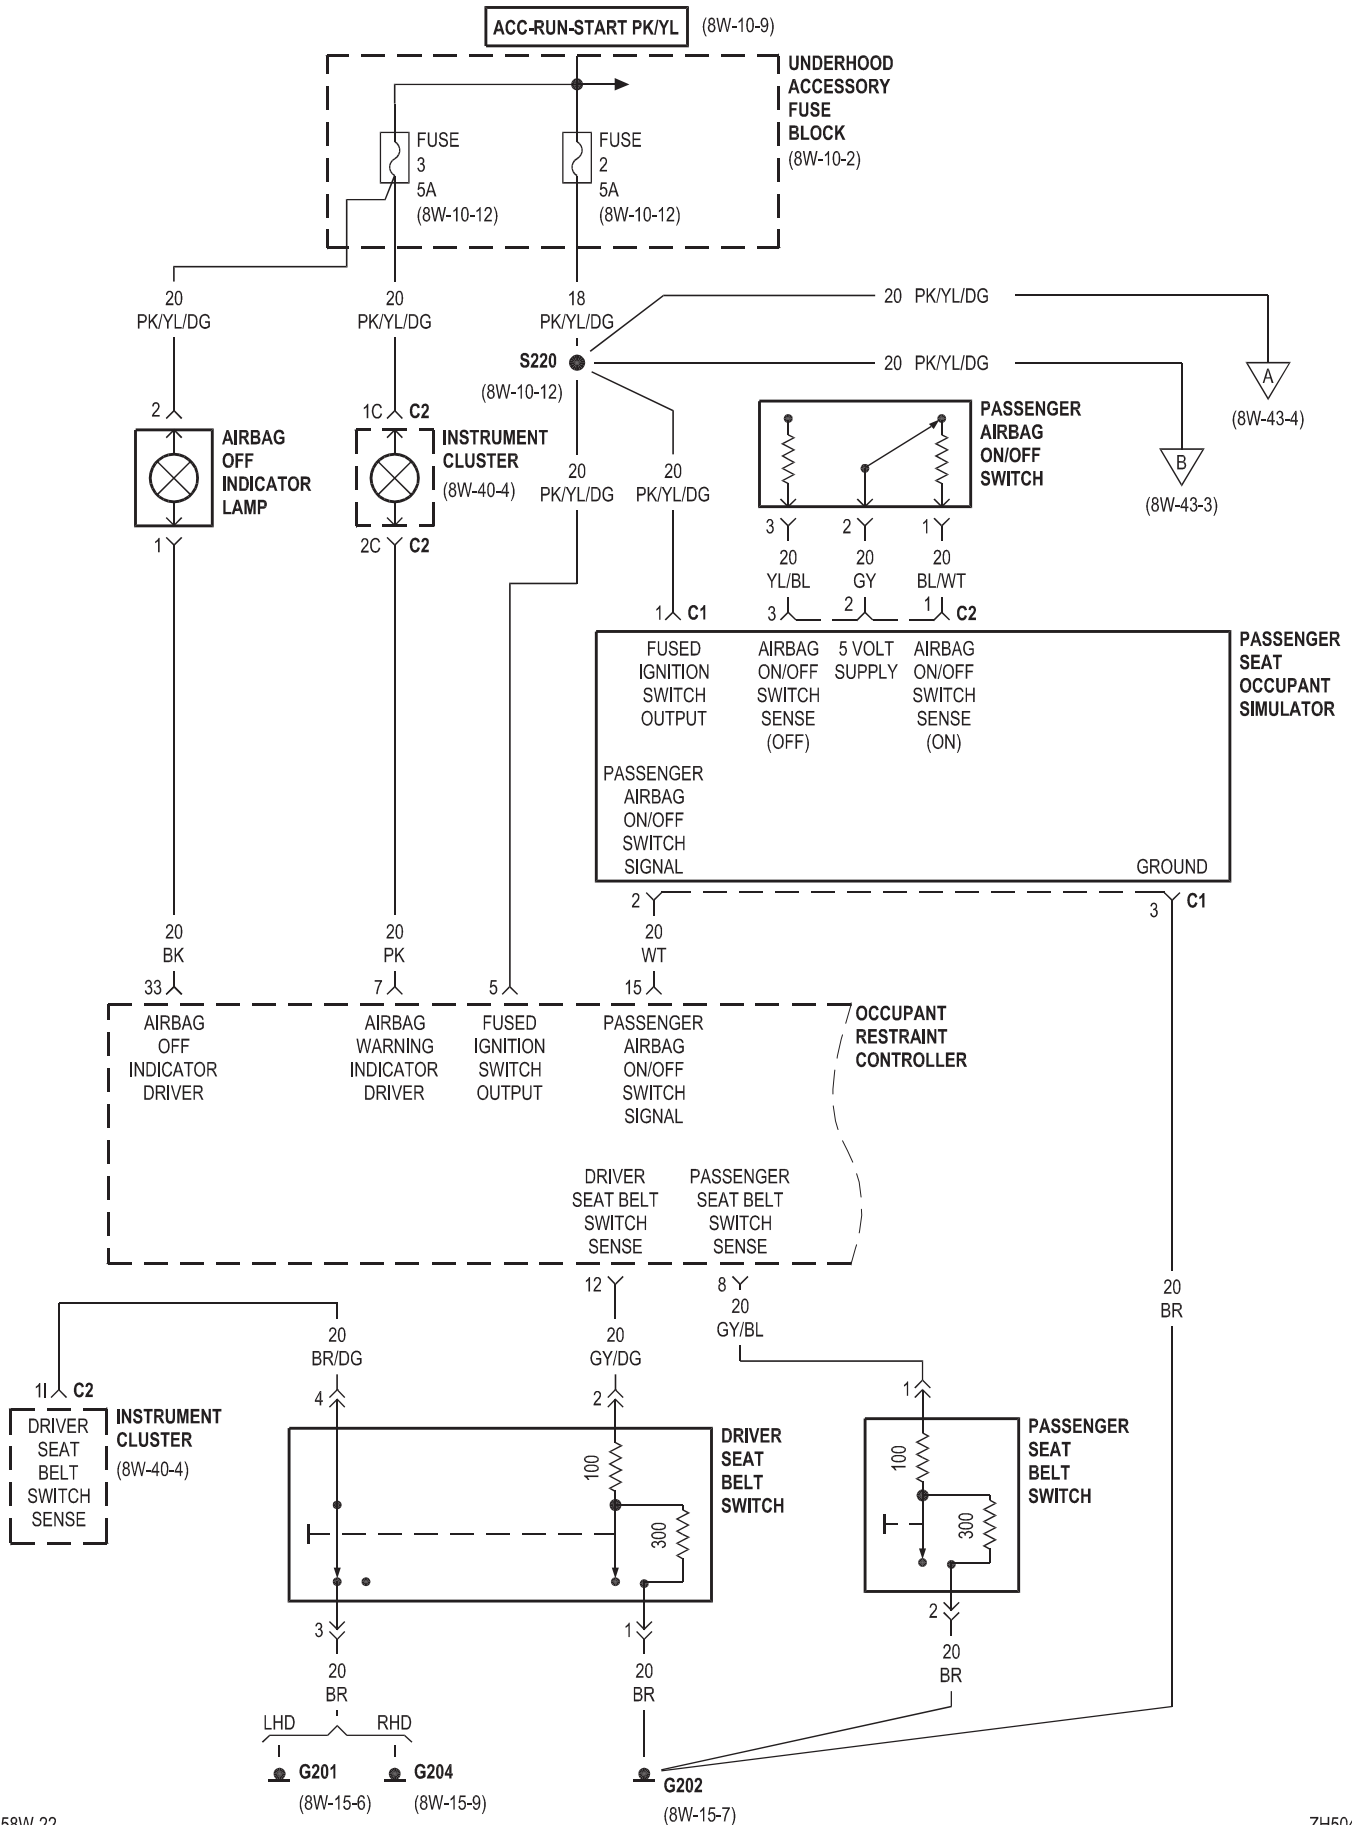 ACC-RUN-START PK/YL (8W-10-9)
UNDERHOOD
ACCESSORY
FUSE
BLOCK
(8W-10-2)
FUSE
3
5A
(8W-10-12)
FUSE
2
5A
(8W-10-12)
20
PK/YL/DG
20
PK/YL/DG
18
PK/YL/DG
20 PK/YL/DG
S220
(8W-10-12)
20 PK/YL/DG
A
(8W-43-4)
B
(8W-43-3)
2
AIRBAG
OFF
INDICATOR
LAMP
1
1C C2
INSTRUMENT
CLUSTER
(8W-40-4)
2C C2
20
PK/YL/DG
20
PK/YL/DG
PASSENGER
AIRBAG
ON/OFF
SWITCH
3 2 1
20
YL/BL
20
GY
20
BL/WT
1 C1
3 2 1 C2
FUSED
IGNITION
SWITCH
OUTPUT
AIRBAG
ON/OFF
SWITCH
SENSE
(OFF)
5 VOLT
SUPPLY
AIRBAG
ON/OFF
SWITCH
SENSE
(ON)
PASSENGER
SEAT
OCCUPANT
SIMULATOR
PASSENGER
AIRBAG
ON/OFF
SWITCH
SIGNAL
GROUND
2
3 C1
20
BK
20
PK
20
WT
33 7 5 15
AIRBAG
OFF
INDICATOR
DRIVER
AIRBAG
WARNING
INDICATOR
DRIVER
FUSED
IGNITION
SWITCH
OUTPUT
PASSENGER
AIRBAG
ON/OFF
SWITCH
SIGNAL
OCCUPANT
RESTRAINT
CONTROLLER
DRIVER
SEAT BELT
SWITCH
SENSE
PASSENGER
SEAT BELT
SWITCH
SENSE
12 8
20
BR/DG
20
GY/DG
20
GY/BL
20
BR
1I C2
DRIVER
SEAT
BELT
SWITCH
SENSE
INSTRUMENT
CLUSTER
(8W-40-4)
4 2
100
300
DRIVER
SEAT
BELT
SWITCH
3 1
1
100
300
PASSENGER
SEAT
BELT
SWITCH
2
20
BR
20
BR
20
BR
LHD RHD
G201
(8W-15-6)
G204
(8W-15-9)
G202
(8W-15-7)